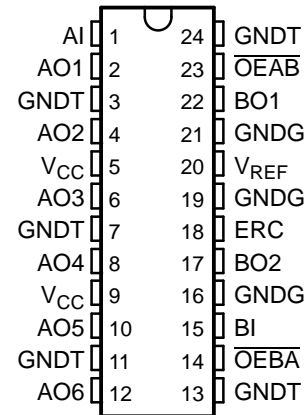 AI 1 24 GNDT
AO1 2 23 O̅E̅A̅B̅
GNDT 3 22 BO1
AO2 4 21 GNDG
VCC 5 20 VREF
AO3 6 19 GNDG
GNDT 7 18 ERC
AO4 8 17 BO2
VCC 9 16 GNDG
AO5 10 15 BI
GNDT 11 14 O̅E̅B̅A̅
AO6 12 13 GNDT